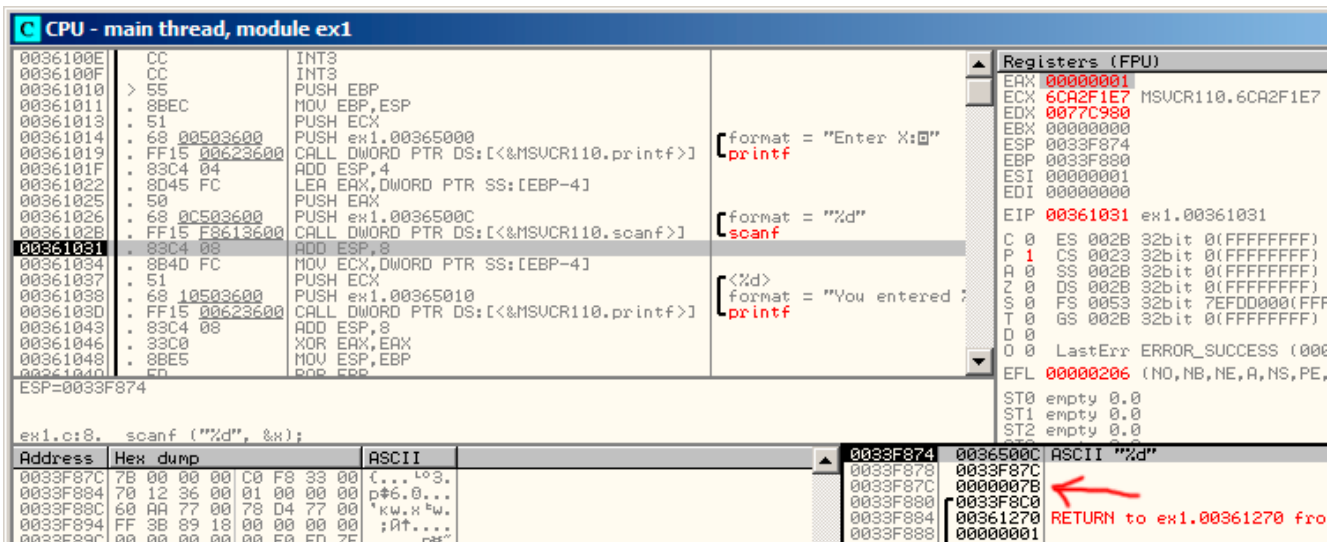 C CPU - main thread, module ex1
0036100E CC INT3
0036100F CC INT3
00361010 > 55 PUSH EBP
00361011 . 8BEC MOV EBP,ESP
00361013 . 51 PUSH ECX
00361014 . 68 00503600 PUSH ex1.00365000 format = "Enter X:◙"
00361019 . FF15 00623600 CALL DWORD PTR DS:[<&MSVCR110.printf>] printf
0036101F . 83C4 04 ADD ESP,4
00361022 . 8D45 FC LEA EAX,DWORD PTR SS:[EBP-4]
00361025 . 50 PUSH EAX
00361026 . 68 0C503600 PUSH ex1.0036500C format = "%d"
0036102B . FF15 F8613600 CALL DWORD PTR DS:[<&MSVCR110.scanf>] scanf
00361031 . 83C4 08 ADD ESP,8
00361034 . 8B4D FC MOV ECX,DWORD PTR SS:[EBP-4]
00361037 . 51 PUSH ECX <%d>
00361038 . 68 10503600 PUSH ex1.00365010 format = "You entered
0036103D . FF15 00623600 CALL DWORD PTR DS:[<&MSVCR110.printf>] printf
00361043 . 83C4 08 ADD ESP,8
00361046 . 33C0 XOR EAX,EAX
00361048 . 8BE5 MOV ESP,EBP
ESP=0033F874
ex1.c:8. scanf ("%d", &x);
Registers (FPU)
EAX 00000001
ECX 6CA2F1E7 MSVCR110.6CA2F1E7
EDX 0077C980
EBX 00000000
ESP 0033F874
EBP 0033F880
ESI 00000001
EDI 00000000
EIP 00361031 ex1.00361031
C 0 ES 002B 32bit 0(FFFFFFFF)
P 1 CS 0023 32bit 0(FFFFFFFF)
A 0 SS 002B 32bit 0(FFFFFFFF)
Z 0 DS 002B 32bit 0(FFFFFFFF)
S 0 FS 0053 32bit 7EFDD000(FFF
T 0 GS 002B 32bit 0(FFFFFFFF)
D 0
O 0 LastErr ERROR_SUCCESS (000
EFL 00000206 (NO,NB,NE,A,NS,PE,
ST0 empty 0.0
ST1 empty 0.0
ST2 empty 0.0
Address Hex dump ASCII
0033F87C 7B 00 00 00 C0 F8 33 00 {...└°3.
0033F884 70 12 36 00 01 00 00 00
0033F88C 60 AA 77 00 78 D4 77 00
0033F894 FF 3B 89 18 00 00 00 00
0033F874 0036500C ASCII "%d"
0033F878 0033F87C
0033F87C 0000007B
0033F880 0033F8C0
0033F884 00361270 RETURN to ex1.00361270 fro
0033F888 00000001